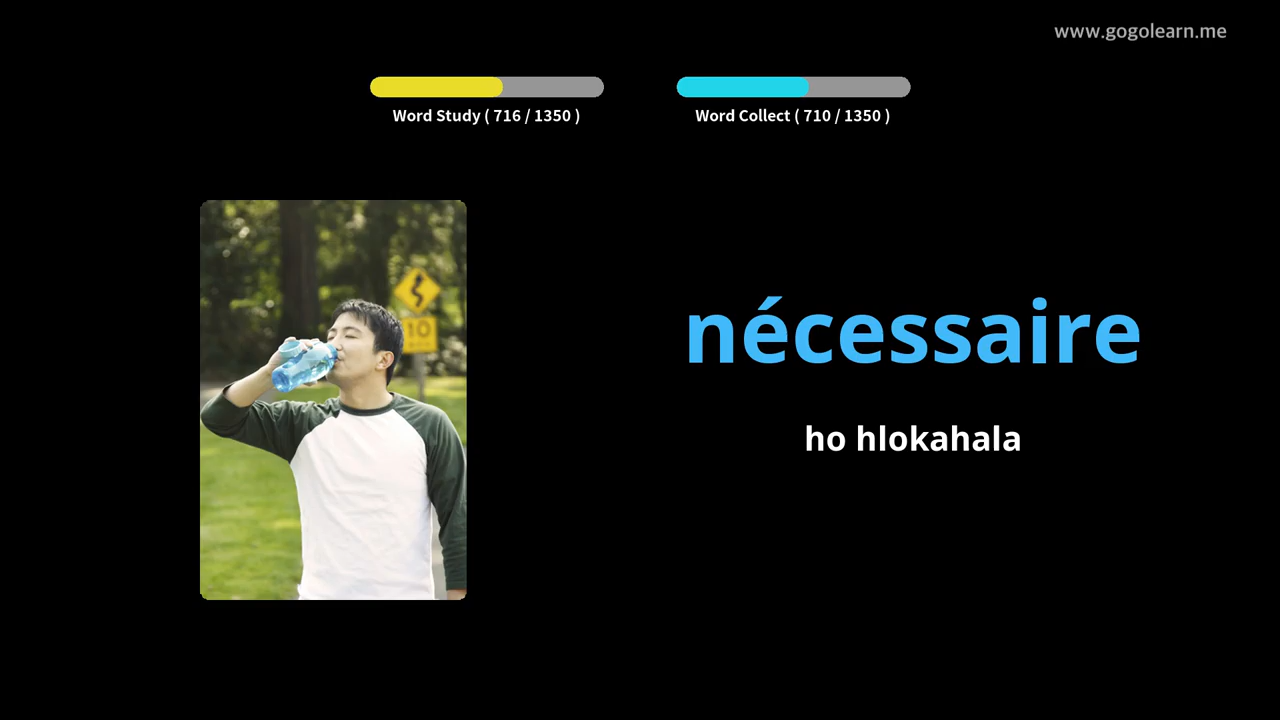 www.gogolearn.me
Word Study ( 716 / 1350 )
Word Collect ( 710 / 1350 )
10
nécessaire
ho hlokahala